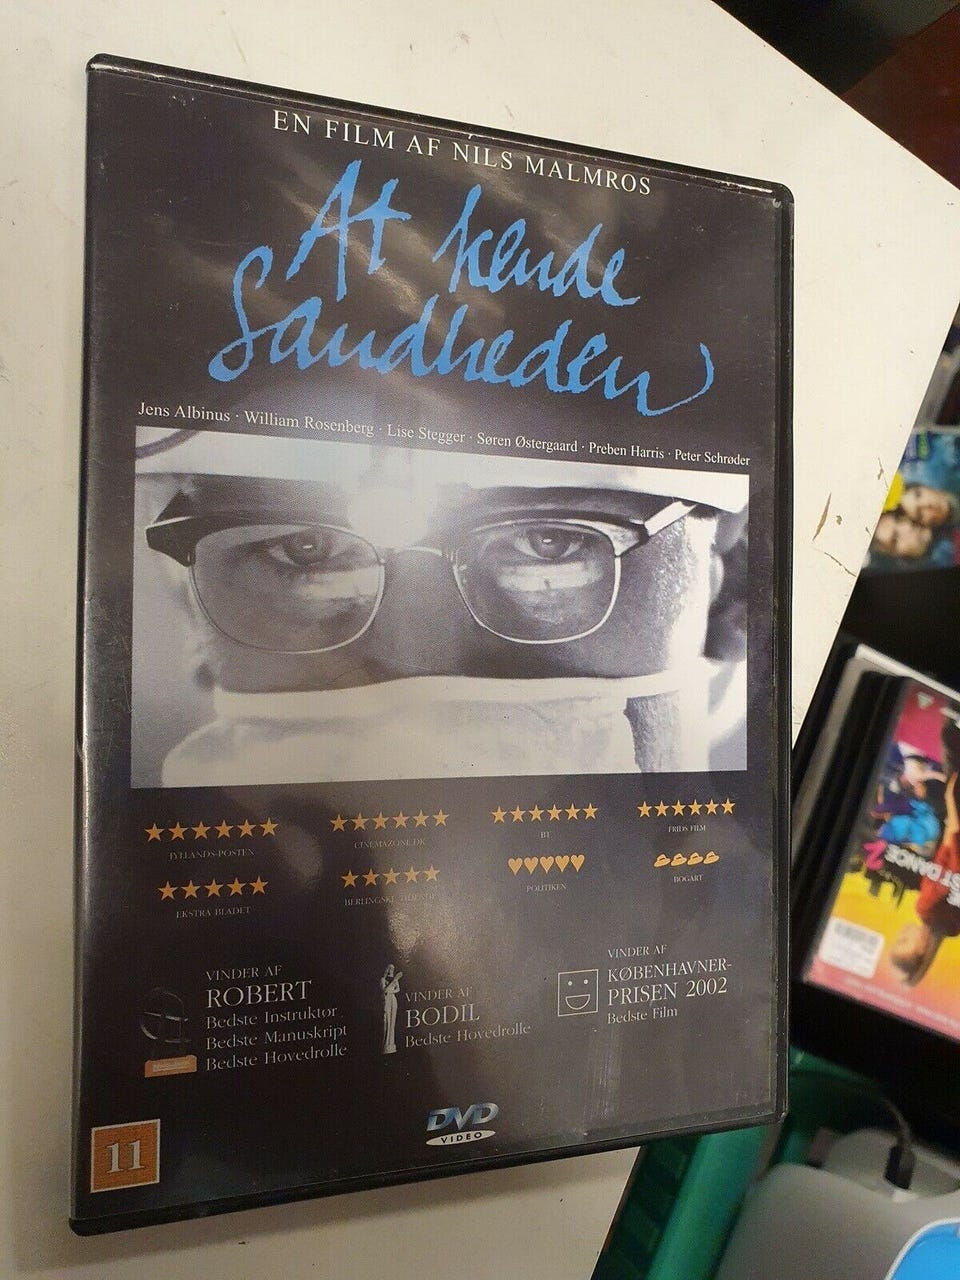 EN FILM AF NILS MALMROS
At kende
Sandheden
Jens Albinus · William Rosenberg · Lise Stegger · Søren Østergaard · Preben Harris · Peter Schrøder
JYLLANDS-POSTEN
CINEMAZONE.DK
BT
FRIDS FILM
EKSTRA BLADET
BERLINGSKE TIDENDE
POLITIKEN
BOGART
VINDER AF
ROBERT
Bedste Instruktør
Bedste Manuskript
Bedste Hovedrolle
VINDER AF
BODIL
Bedste Hovedrolle
VINDER AF
KØBENHAVNER-
PRISEN 2002
Bedste Film
DVD
VIDEO
11
DANCE 2